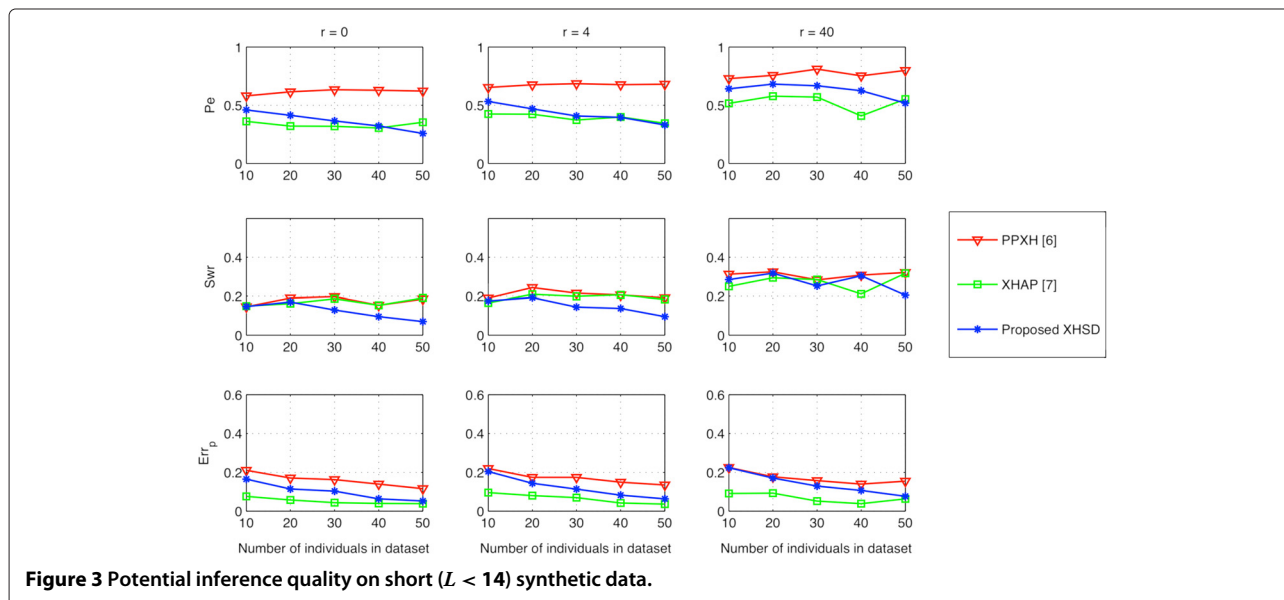 r = 0
r = 4
r = 40
Pe
1
0.5
0
10 20 30 40 50
1
0.5
0
10 20 30 40 50
1
0.5
0
10 20 30 40 50
Swr
0.4
0.2
0
10 20 30 40 50
0.4
0.2
0
10 20 30 40 50
0.4
0.2
0
10 20 30 40 50
PPXH [6]
XHAP [7]
Proposed XHSD
Err_p
0.6
0.4
0.2
0
10 20 30 40 50
0.6
0.4
0.2
0
10 20 30 40 50
0.6
0.4
0.2
0
10 20 30 40 50
Number of individuals in dataset
Number of individuals in dataset
Number of individuals in dataset
Figure 3 Potential inference quality on short (L < 14) synthetic data.